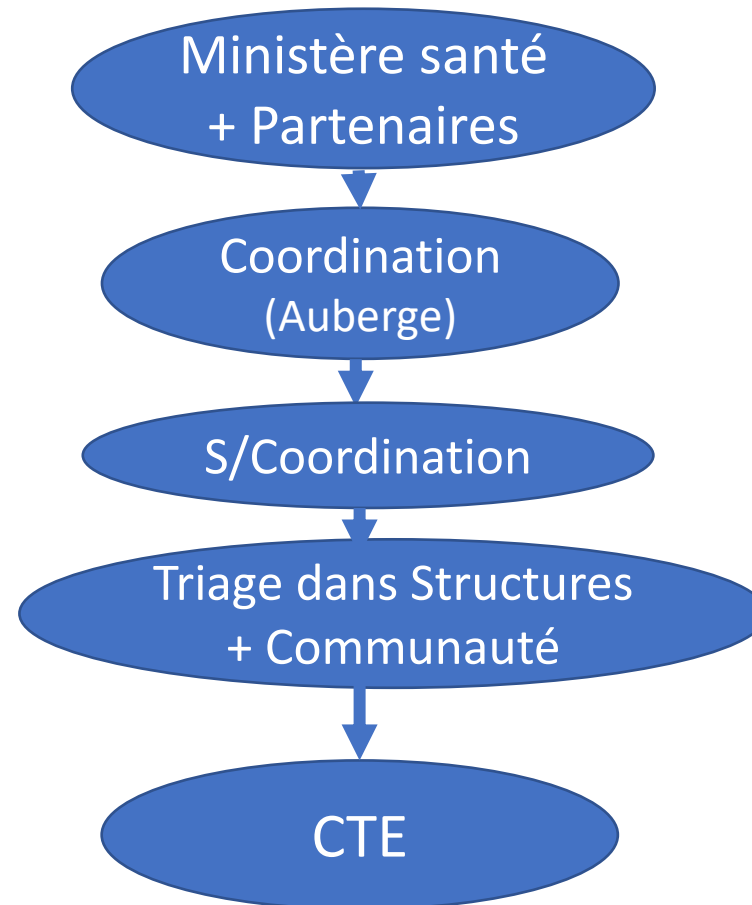 Ministère santé
+ Partenaires
Coordination
(Auberge)
S/Coordination
Triage dans Structures
+ Communauté
CTE